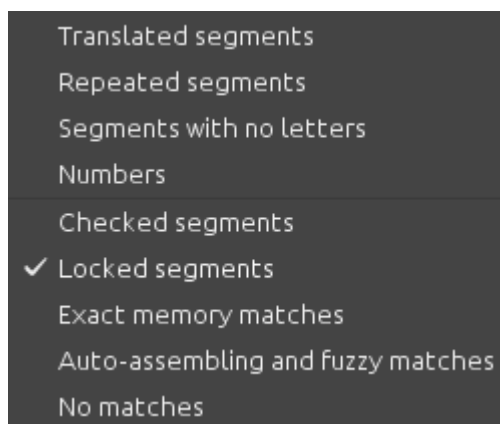 Translated segments
Repeated segments
Segments with no letters
Numbers
Checked segments
Locked segments
Exact memory matches
Auto-assembling and fuzzy matches
No matches